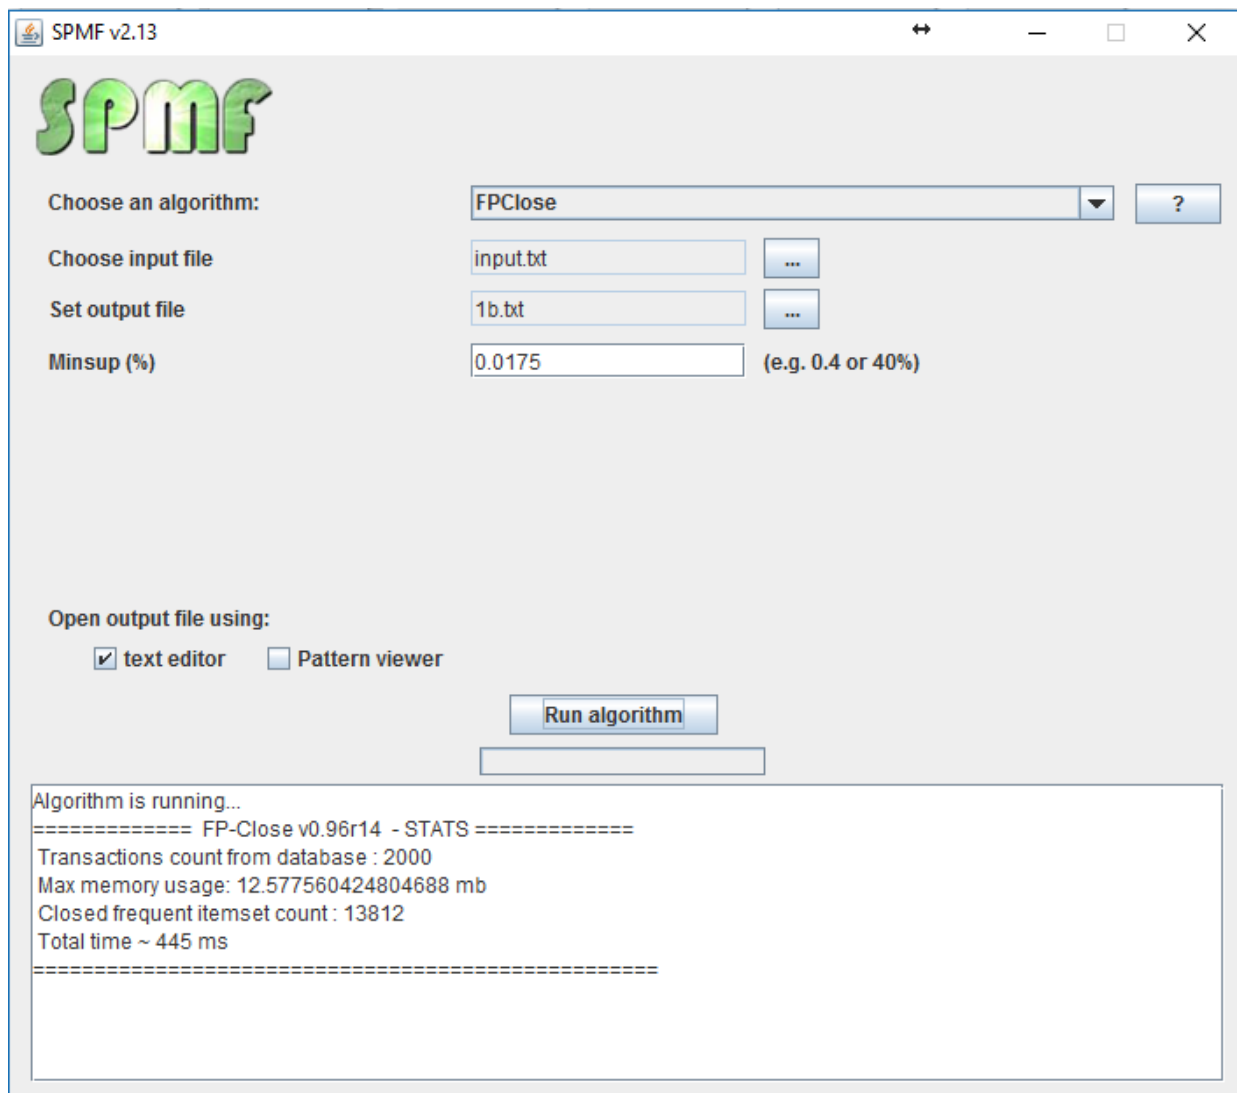 SPMF v2.13
SPMF
Choose an algorithm: FPClose ?
Choose input file input.txt ...
Set output file 1b.txt ...
Minsup (%) 0.0175 (e.g. 0.4 or 40%)
Open output file using:
text editor Pattern viewer
Run algorithm
Algorithm is running...
============= FP-Close v0.96r14 - STATS =============
Transactions count from database : 2000
Max memory usage: 12.577560424804688 mb
Closed frequent itemset count : 13812
Total time ~ 445 ms
===================================================